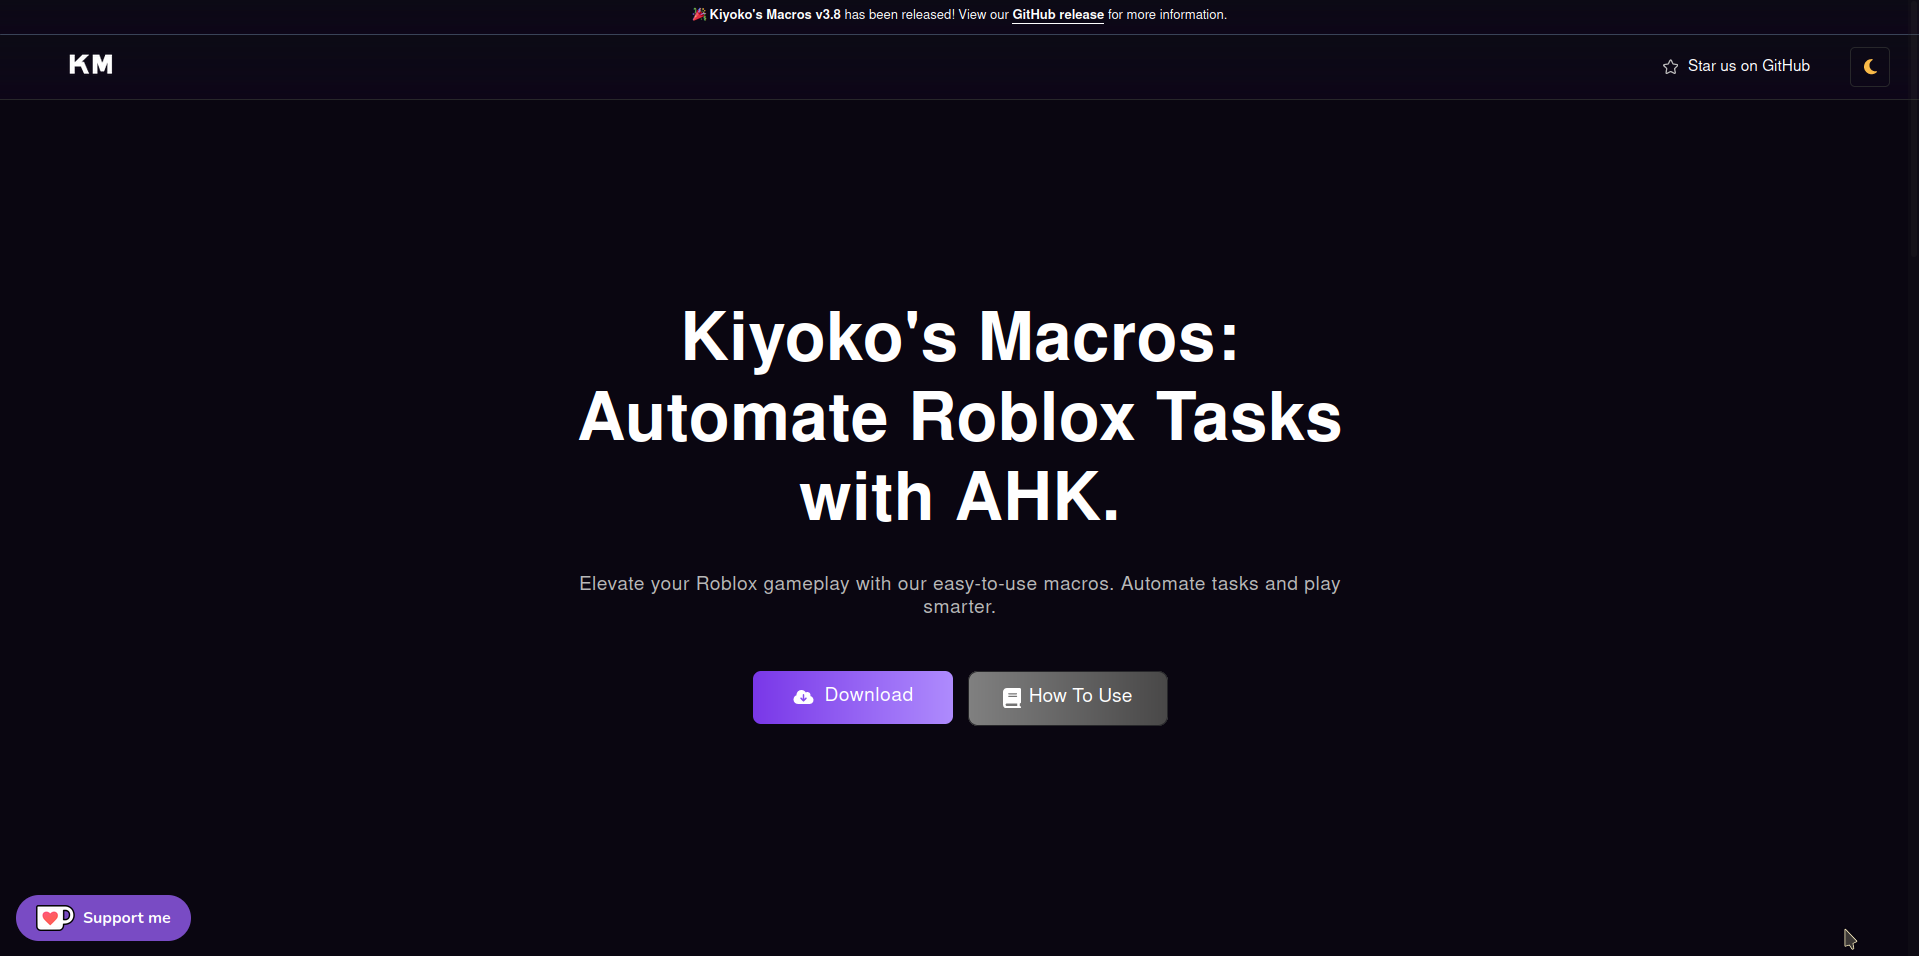 🎉 Kiyoko's Macros v3.8 has been released! View our GitHub release for more information.
KM
Star us on GitHub
Kiyoko's Macros:
Automate Roblox Tasks
with AHK.
Elevate your Roblox gameplay with our easy-to-use macros. Automate tasks and play
smarter.
Download
How To Use
Support me